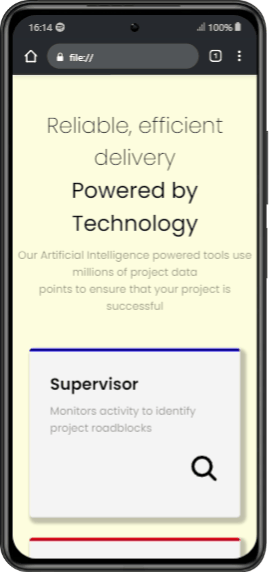 16:14 100%
file:// 1
Reliable, efficient
delivery
Powered by
Technology
Our Artificial Intelligence powered tools use
millions of project data
points to ensure that your project is
successful
Supervisor
Monitors activity to identify
project roadblocks